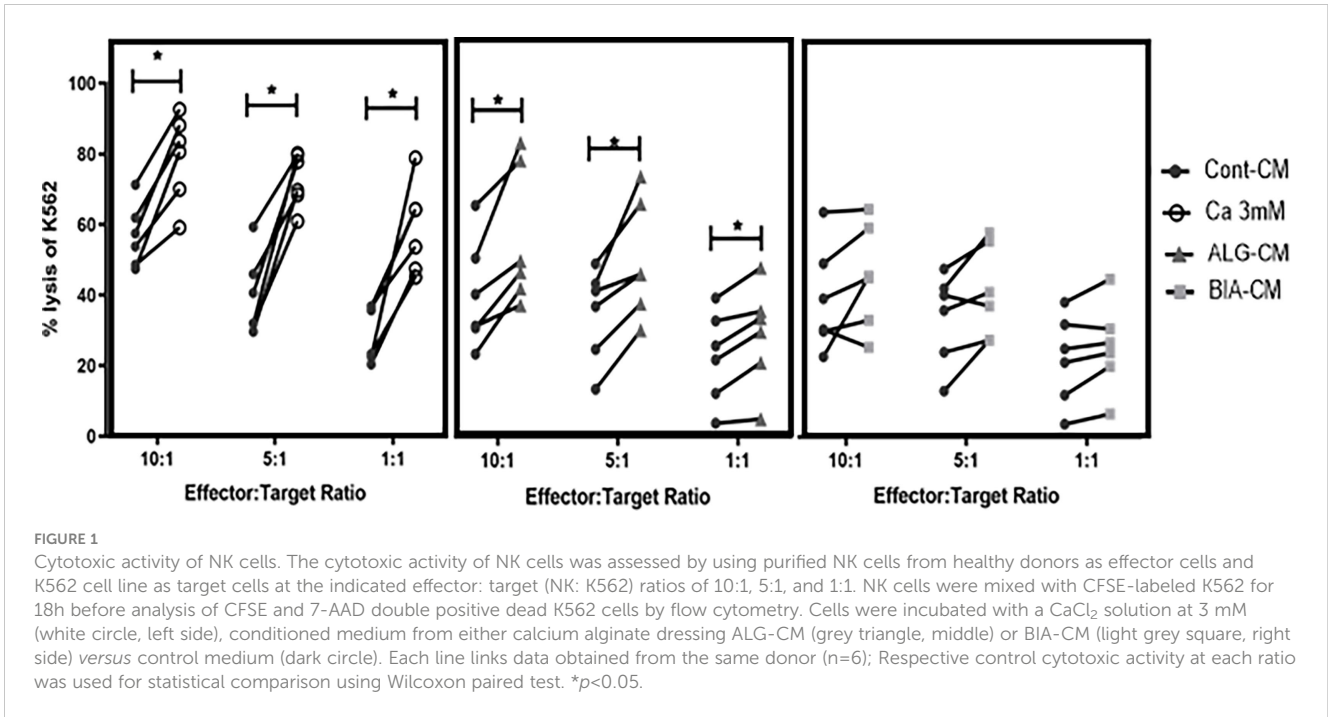 * * *
* * *
100
80
60
40
20
0
% lysis of K562
10:1 5:1 1:1
Effector:Target Ratio
10:1 5:1 1:1
Effector:Target Ratio
10:1 5:1 1:1
Effector:Target Ratio
Cont-CM
Ca 3mM
ALG-CM
BIA-CM
FIGURE 1
Cytotoxic activity of NK cells. The cytotoxic activity of NK cells was assessed by using purified NK cells from healthy donors as effector cells and
K562 cell line as target cells at the indicated effector: target (NK: K562) ratios of 10:1, 5:1, and 1:1. NK cells were mixed with CFSE-labeled K562 for
18h before analysis of CFSE and 7-AAD double positive dead K562 cells by flow cytometry. Cells were incubated with a CaCl₂ solution at 3 mM
(white circle, left side), conditioned medium from either calcium alginate dressing ALG-CM (grey triangle, middle) or BIA-CM (light grey square, right
side) versus control medium (dark circle). Each line links data obtained from the same donor (n=6); Respective control cytotoxic activity at each ratio
was used for statistical comparison using Wilcoxon paired test. *p<0.05.